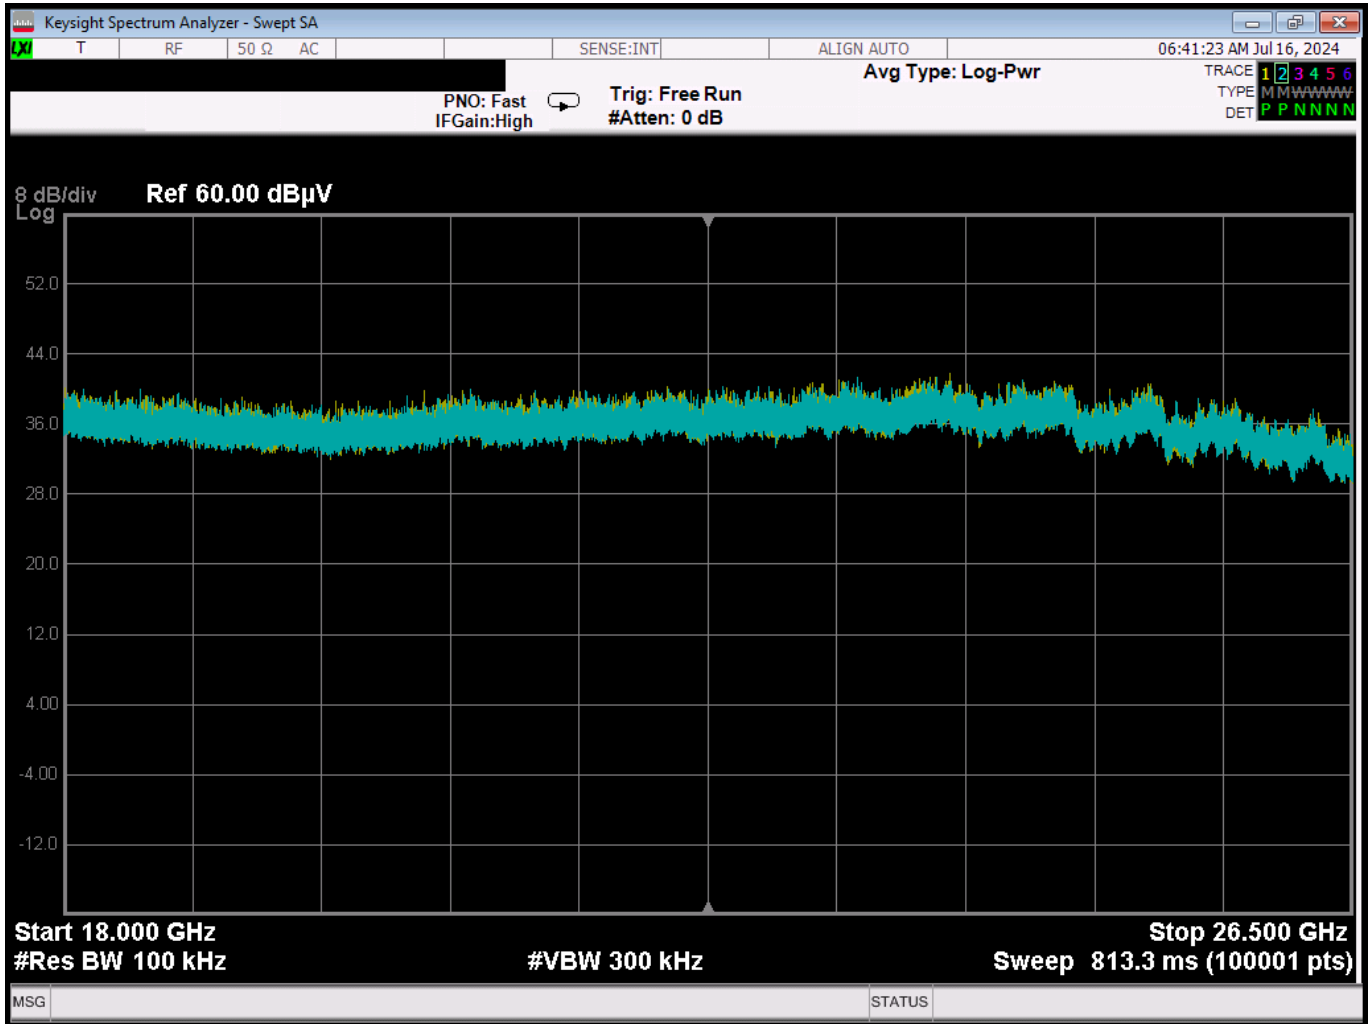 Keysight Spectrum Analyzer - Swept SA
LXI T RF 50 Ω AC SENSE:INT ALIGN AUTO 06:41:23 AM Jul 16, 2024
Avg Type: Log-Pwr
TRACE 1 2 3 4 5 6
PNO: Fast Trig: Free Run
TYPE M M W W W W
IFGain:High #Atten: 0 dB
DET P P N N N N
8 dB/div Ref 60.00 dBµV
Log
52.0
44.0
36.0
28.0
20.0
12.0
4.00
-4.00
-12.0
Start 18.000 GHz Stop 26.500 GHz
#Res BW 100 kHz #VBW 300 kHz Sweep 813.3 ms (100001 pts)
MSG STATUS